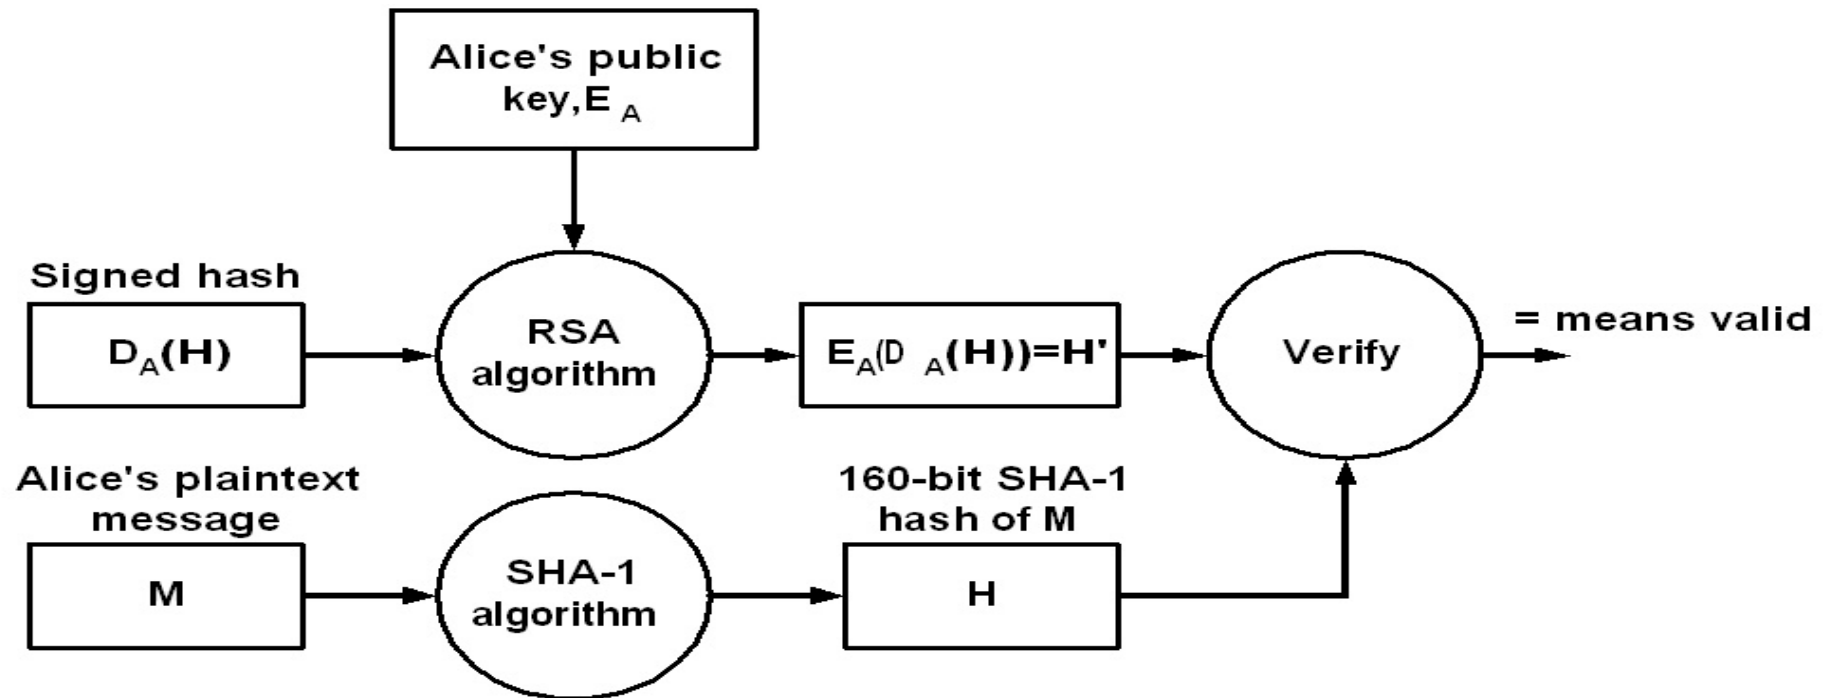 Alice's public
key,E A
Signed hash
DA(H)
RSA
algorithm
EA(D A(H))=H'
Verify
= means valid
Alice's plaintext
message
M
SHA-1
algorithm
160-bit SHA-1
hash of M
H